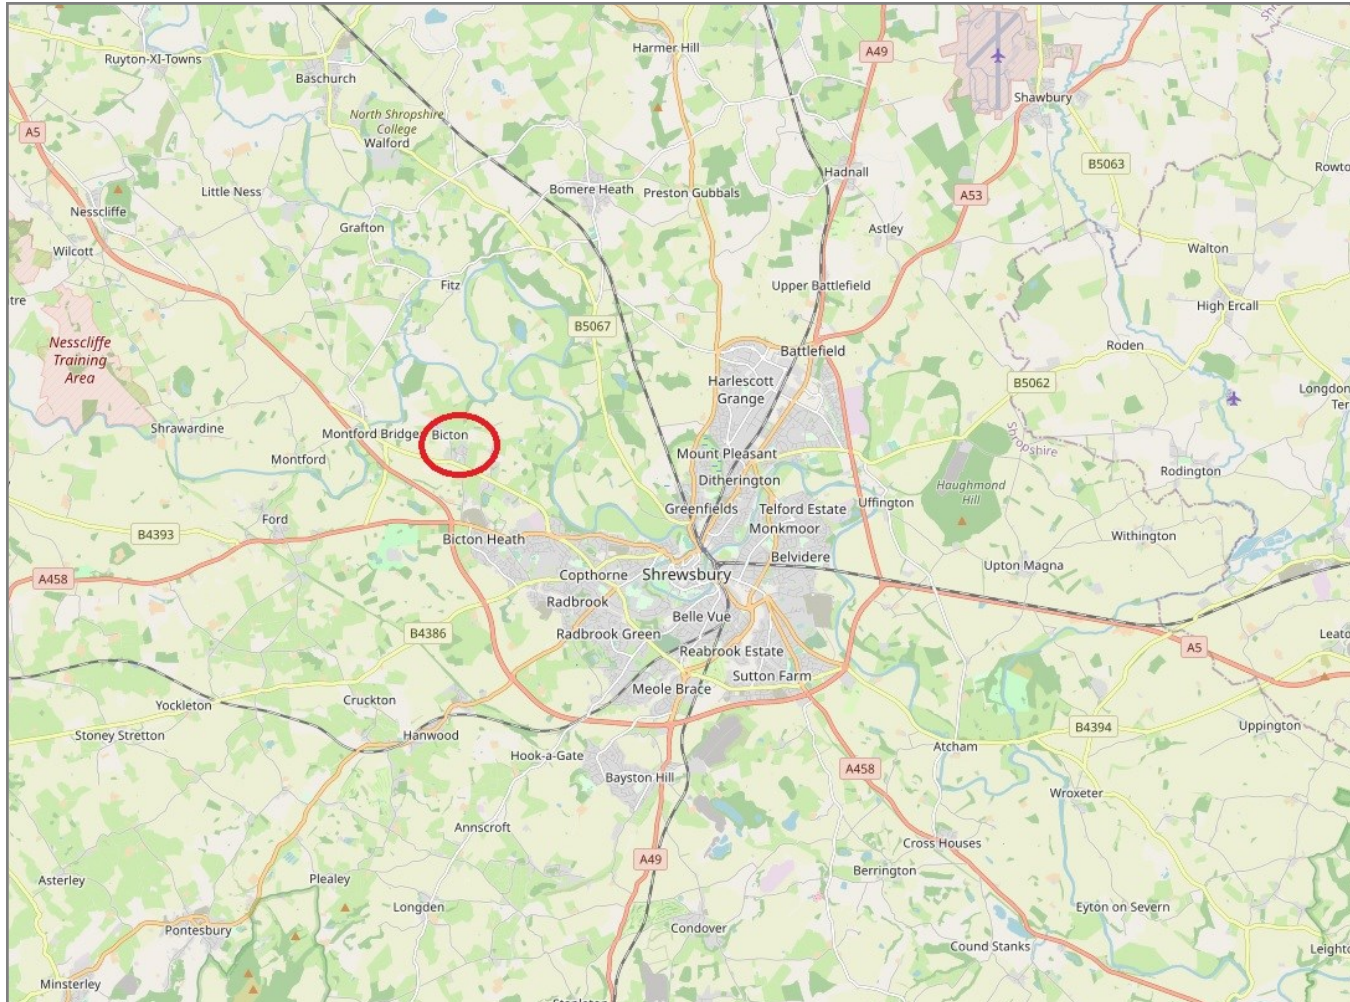 Harmer Hill
A49
Ruyton-XI-Towns
Baschurch
Shawbury
North Shropshire
College
Walford
A5
B5063
Hadnall
Little Ness
Bomere Heath
Preston Gubbals
A53
Nesscliffe
Grafton
Astley
Wilcott
Walton
Fitz
Upper Battlefield
High Ercall
tre
B5067
Nesscliffe
Training
Area
Battlefield
Roden
Harlescott
Grange
B5062
Longdon
Shrawardine
Montford Bridge
Bicton
Shropshire
Montford
Mount Pleasant
Rodington
Ditherington
Haughmond
Hill
Uffington
Greenfields
Telford Estate
Ford
Monkmoor
B4393
Bicton Heath
Withington
Belvidere
Upton Magna
A458
Copthorne
Shrewsbury
Radbrook
Belle Vue
B4386
Radbrook Green
A5
Reabrook Estate
Sutton Farm
Meole Brace
Cruckton
Yockleton
Stoney Stretton
Hanwood
B4394
Uppington
Hook-a-Gate
Atcham
Bayston Hill
A458
Wroxeter
Annscroft
Cross Houses
A49
Asterley
Plealey
Berrington
Longden
Eyton on Severn
Pontesbury
Condover
Cound Stanks
Minsterley